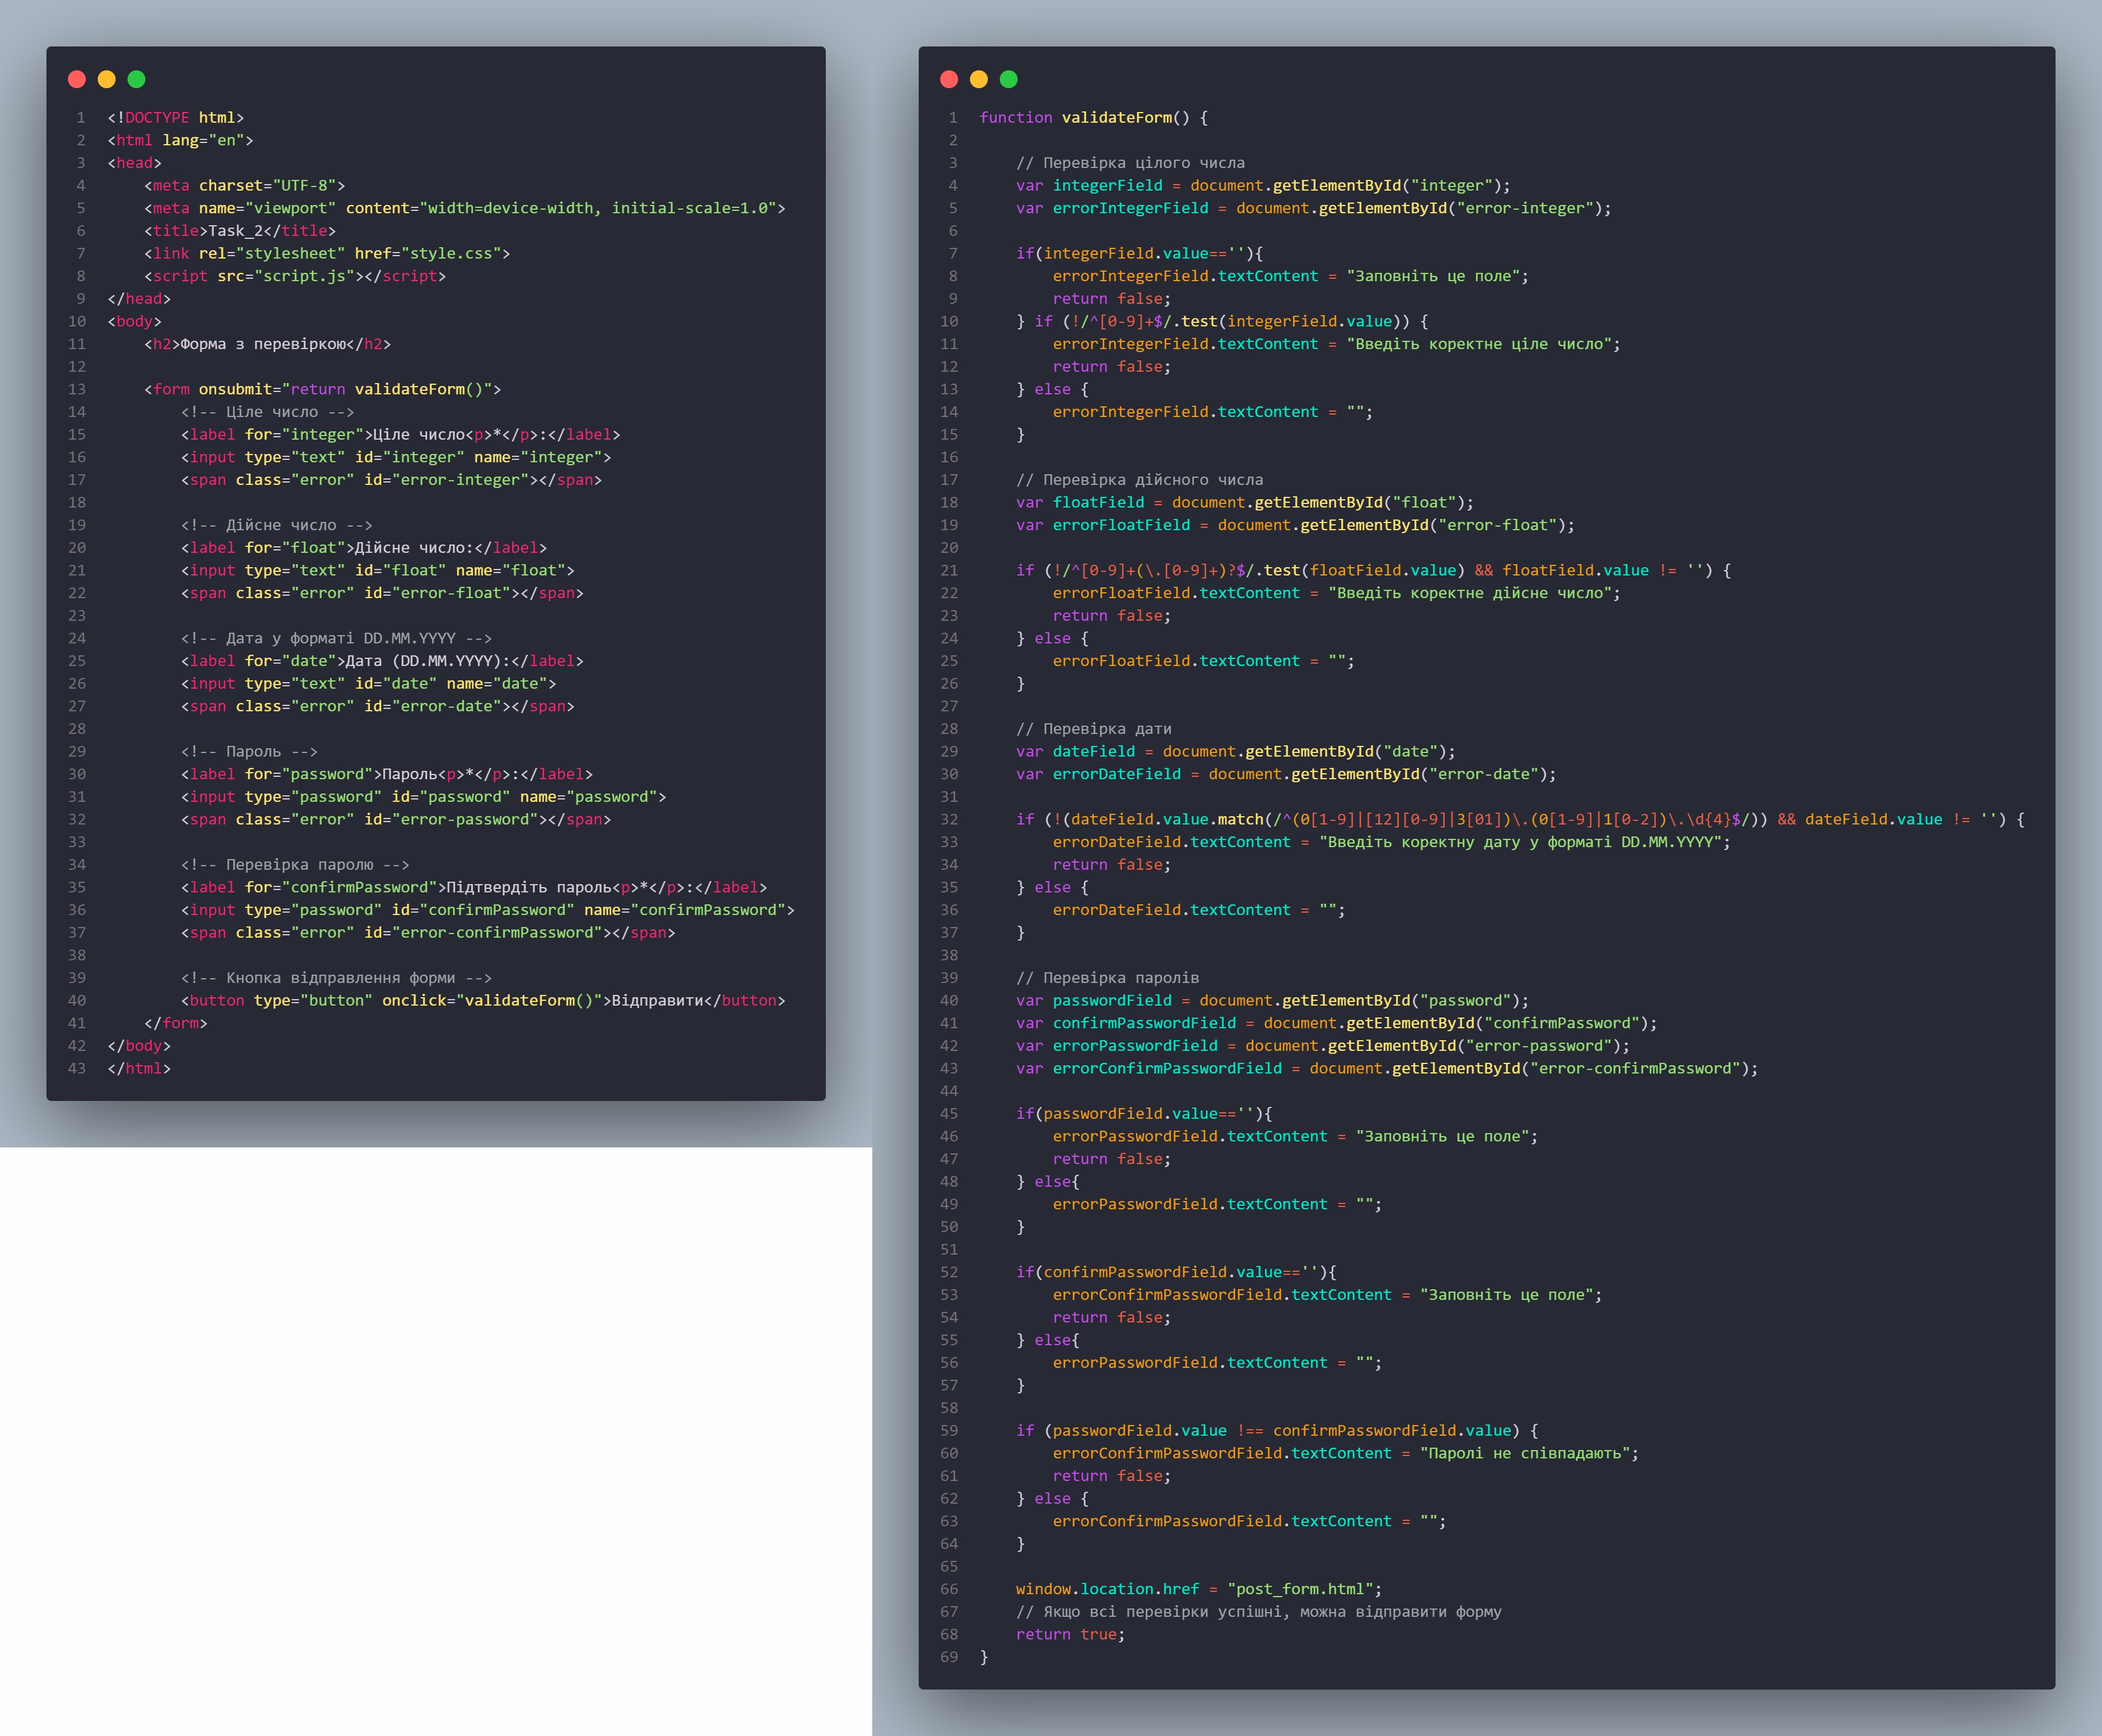 1 <!DOCTYPE html>
2 <html lang="en">
3 <head>
4     <meta charset="UTF-8">
5     <meta name="viewport" content="width=device-width, initial-scale=1.0">
6     <title>Task_2</title>
7     <link rel="stylesheet" href="style.css">
8     <script src="script.js"></script>
9 </head>
10 <body>
11     <h2>Форма з перевіркою</h2>
12
13     <form onsubmit="return validateForm()">
14         <!-- Ціле число -->
15         <label for="integer">Ціле число<p>*</p>:</label>
16         <input type="text" id="integer" name="integer">
17         <span class="error" id="error-integer"></span>
18
19         <!-- Дійсне число -->
20         <label for="float">Дійсне число:</label>
21         <input type="text" id="float" name="float">
22         <span class="error" id="error-float"></span>
23
24         <!-- Дата у форматі DD.MM.YYYY -->
25         <label for="date">Дата (DD.MM.YYYY):</label>
26         <input type="text" id="date" name="date">
27         <span class="error" id="error-date"></span>
28
29         <!-- Пароль -->
30         <label for="password">Пароль<p>*</p>:</label>
31         <input type="password" id="password" name="password">
32         <span class="error" id="error-password"></span>
33
34         <!-- Перевірка паролю -->
35         <label for="confirmPassword">Підтвердіть пароль<p>*</p>:</label>
36         <input type="password" id="confirmPassword" name="confirmPassword">
37         <span class="error" id="error-confirmPassword"></span>
38
39         <!-- Кнопка відправлення форми -->
40         <button type="button" onclick="validateForm()">Відправити</button>
41     </form>
42 </body>
43 </html>
1 function validateForm() {
2
3     // Перевірка цілого числа
4     var integerField = document.getElementById("integer");
5     var errorIntegerField = document.getElementById("error-integer");
6
7     if(integerField.value==''){
8         errorIntegerField.textContent = "Заповніть це поле";
9         return false;
10     } if (!/^[0-9]+$/.test(integerField.value)) {
11         errorIntegerField.textContent = "Введіть коректне ціле число";
12         return false;
13     } else {
14         errorIntegerField.textContent = "";
15     }
16
17     // Перевірка дійсного числа
18     var floatField = document.getElementById("float");
19     var errorFloatField = document.getElementById("error-float");
20
21     if (!/^[0-9]+(\.[0-9]+)?$/.test(floatField.value) && floatField.value != '') {
22         errorFloatField.textContent = "Введіть коректне дійсне число";
23         return false;
24     } else {
25         errorFloatField.textContent = "";
26     }
27
28     // Перевірка дати
29     var dateField = document.getElementById("date");
30     var errorDateField = document.getElementById("error-date");
31
32     if (!(dateField.value.match(/^(0[1-9]|[12][0-9]|3[01])\.(0[1-9]|1[0-2])\.\d{4}$/)) && dateField.value != '') {
33         errorDateField.textContent = "Введіть коректну дату у форматі DD.MM.YYYY";
34         return false;
35     } else {
36         errorDateField.textContent = "";
37     }
38
39     // Перевірка паролів
40     var passwordField = document.getElementById("password");
41     var confirmPasswordField = document.getElementById("confirmPassword");
42     var errorPasswordField = document.getElementById("error-password");
43     var errorConfirmPasswordField = document.getElementById("error-confirmPassword");
44
45     if(passwordField.value==''){
46         errorPasswordField.textContent = "Заповніть це поле";
47         return false;
48     } else{
49         errorPasswordField.textContent = "";
50     }
51
52     if(confirmPasswordField.value==''){
53         errorConfirmPasswordField.textContent = "Заповніть це поле";
54         return false;
55     } else{
56         errorPasswordField.textContent = "";
57     }
58
59     if (passwordField.value !== confirmPasswordField.value) {
60         errorConfirmPasswordField.textContent = "Паролі не співпадають";
61         return false;
62     } else {
63         errorConfirmPasswordField.textContent = "";
64     }
65
66     window.location.href = "post_form.html";
67     // Якщо всі перевірки успішні, можна відправити форму
68     return true;
69 }